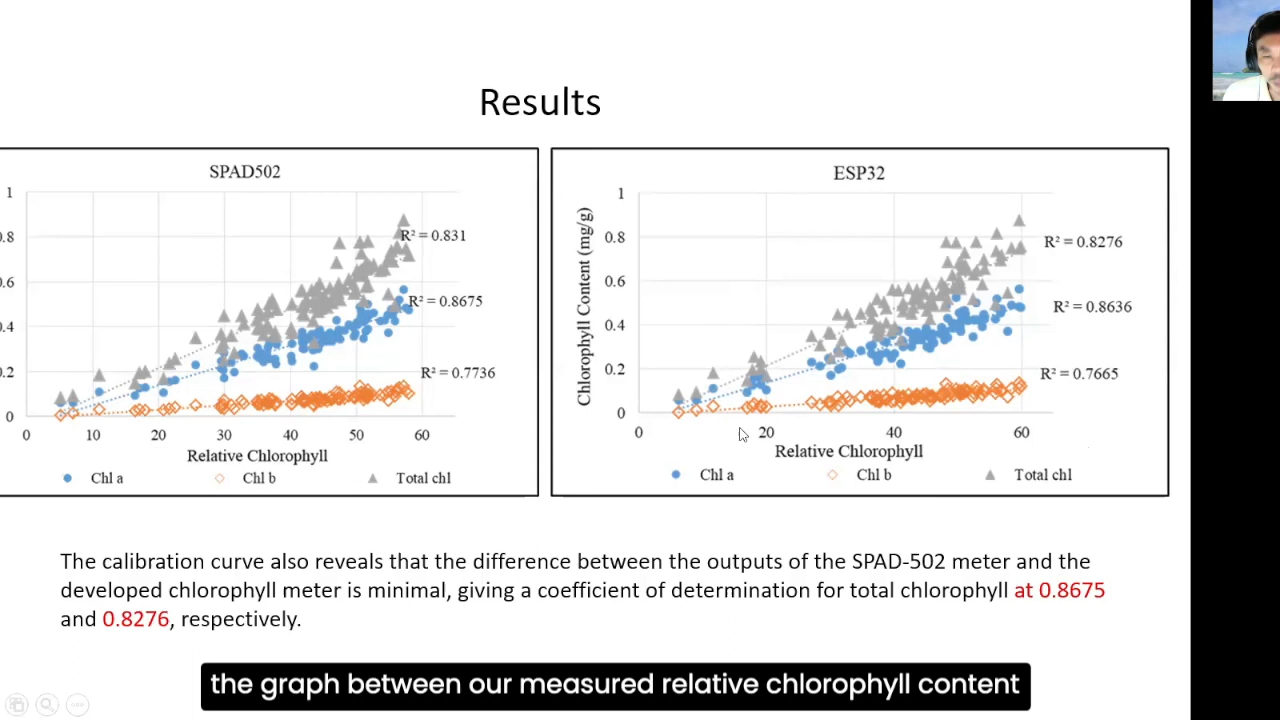 Results
SPAD502
1
0.8
0.6
0.4
0.2
0
R² = 0.831
R² = 0.8675
R² = 0.7736
0 10 20 30 40 50 60
Relative Chlorophyll
Chl a Chl b Total chl
ESP32
Chlorophyll Content (mg/g)
1
0.8
0.6
0.4
0.2
0
R² = 0.8276
R² = 0.8636
R² = 0.7665
0 20 40 60
Relative Chlorophyll
Chl a Chl b Total chl
The calibration curve also reveals that the difference between the outputs of the SPAD-502 meter and the
developed chlorophyll meter is minimal, giving a coefficient of determination for total chlorophyll at 0.8675
and 0.8276, respectively.
the graph between our measured relative chlorophyll content